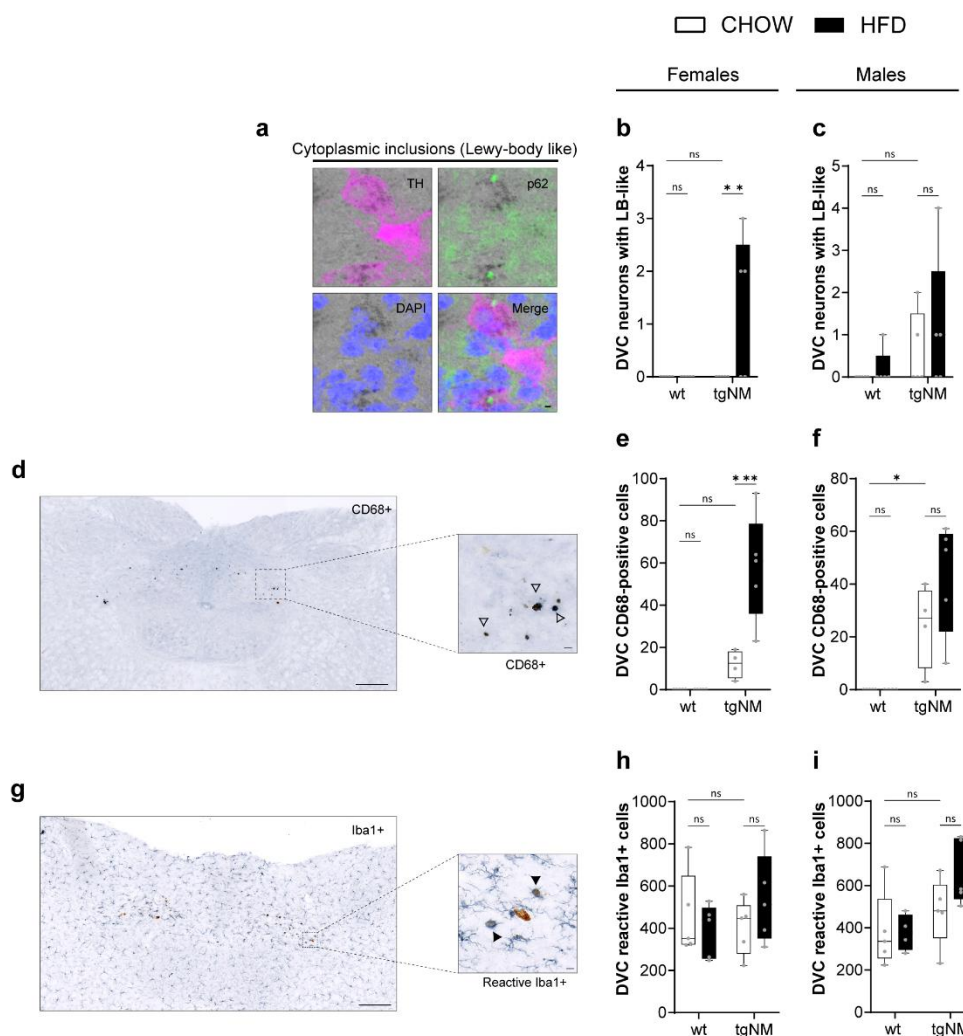 CHOW HFD
Females Males
a
Cytoplasmic inclusions (Lewy-body like)
TH
p62
DAPI
Merge
b
DVC neurons with LB-like
5
4
3
2
1
0
ns
ns
**
wt tgNM
c
DVC neurons with LB-like
5
4
3
2
1
0
ns
ns
ns
wt tgNM
d
CD68+
CD68+
e
DVC CD68-positive cells
100
80
60
40
20
0
ns
ns
***
wt tgNM
f
DVC CD68-positive cells
80
60
40
20
0
*
ns
ns
wt tgNM
g
Iba1+
Reactive Iba1+
h
DVC reactive Iba1+ cells
1000
800
600
400
200
0
ns
ns
ns
wt tgNM
i
DVC reactive Iba1+ cells
1000
800
600
400
200
0
ns
ns
ns
wt tgNM